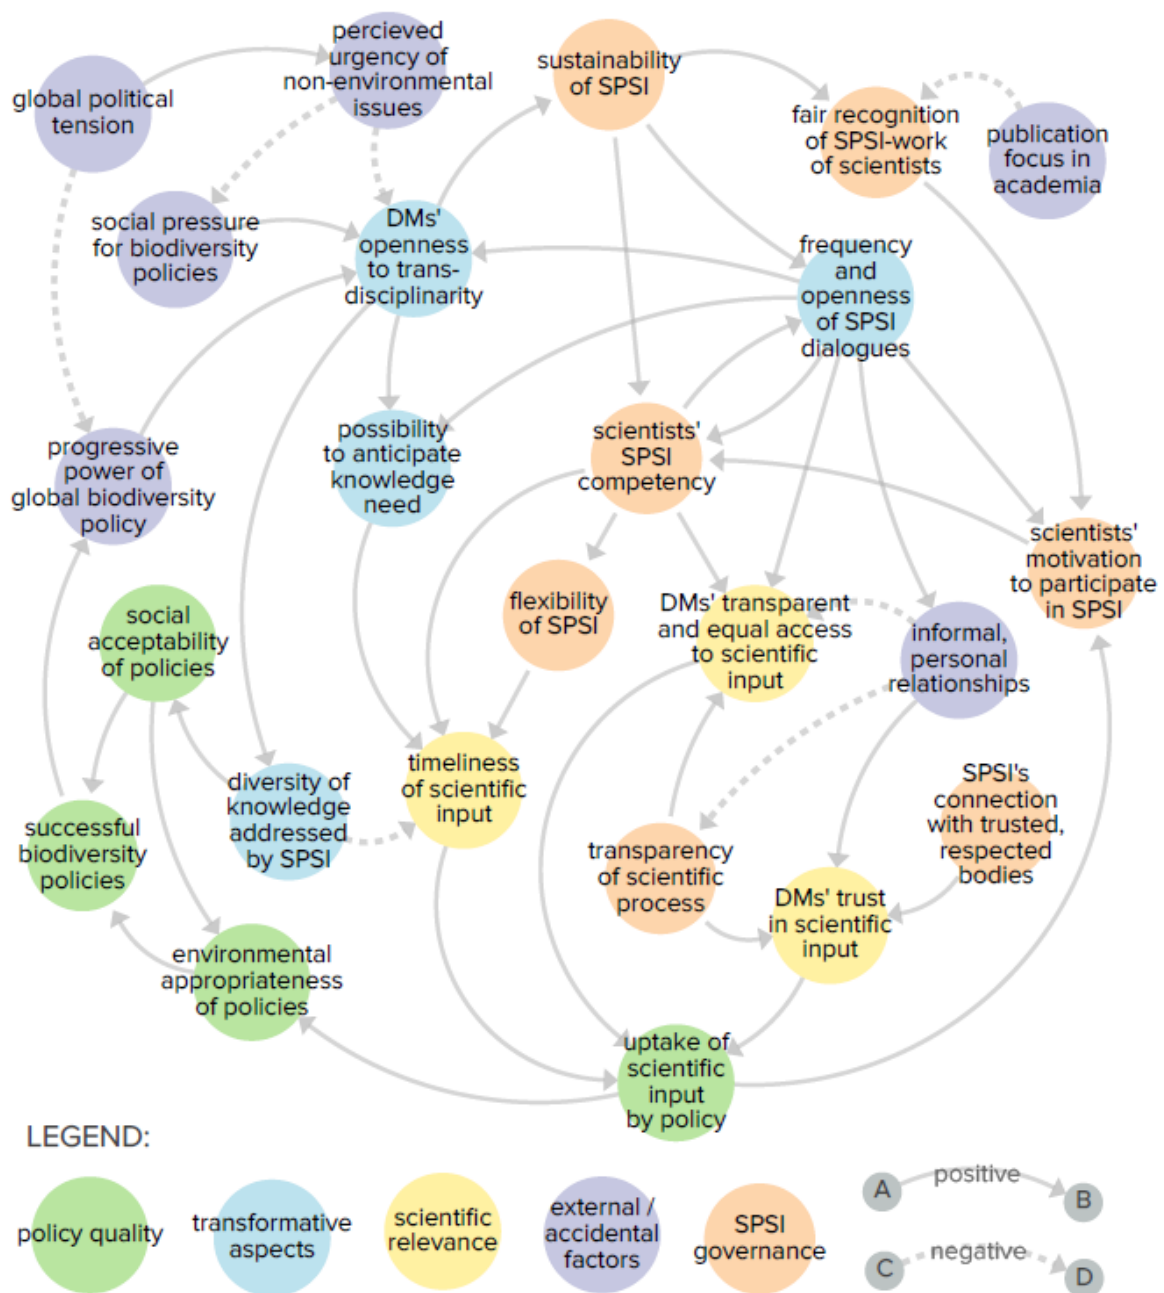 global political
tension
percieved
urgency of
non-environmental
issues
sustainability
of SPSI
fair recognition
of SPSI-work
of scientists
publication
focus in
academia
social pressure
for biodiversity
policies
DMs'
openness
to trans-
disciplinarity
frequency
and
openness
of SPSI
dialogues
progressive
power of
global biodiversity
policy
possibility
to anticipate
knowledge
need
scientists'
SPSI
competency
scientists'
motivation
to participate
in SPSI
social
acceptability
of policies
flexibility
of SPSI
DMs' transparent
and equal access
to scientific
input
informal,
personal
relationships
successful
biodiversity
policies
diversity of
knowledge
addressed
by SPSI
timeliness
of scientific
input
transparency
of scientific
process
SPSI's
connection
with trusted,
respected
bodies
DMs' trust
in scientific
input
environmental
appropriateness
of policies
uptake of
scientific
input
by policy
LEGEND:
policy quality
transformative
aspects
scientific
relevance
external /
accidental
factors
SPSI
governance
A
positive
B
C
negative
D